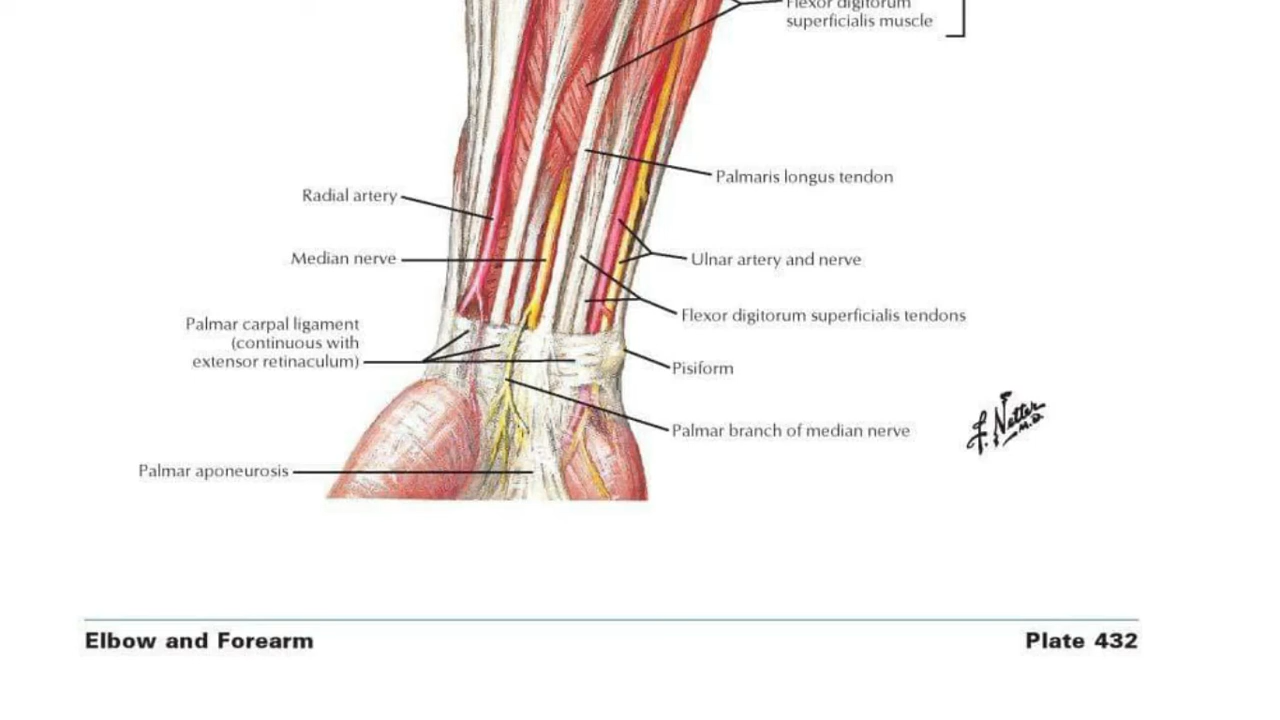 Flexor digitorum
superficialis muscle
Palmaris longus tendon
Radial artery
Median nerve
Ulnar artery and nerve
Flexor digitorum superficialis tendons
Palmar carpal ligament
(continuous with
extensor retinaculum)
Pisiform
Palmar branch of median nerve
Palmar aponeurosis
F. Netter
M.D.
Elbow and Forearm
Plate 432